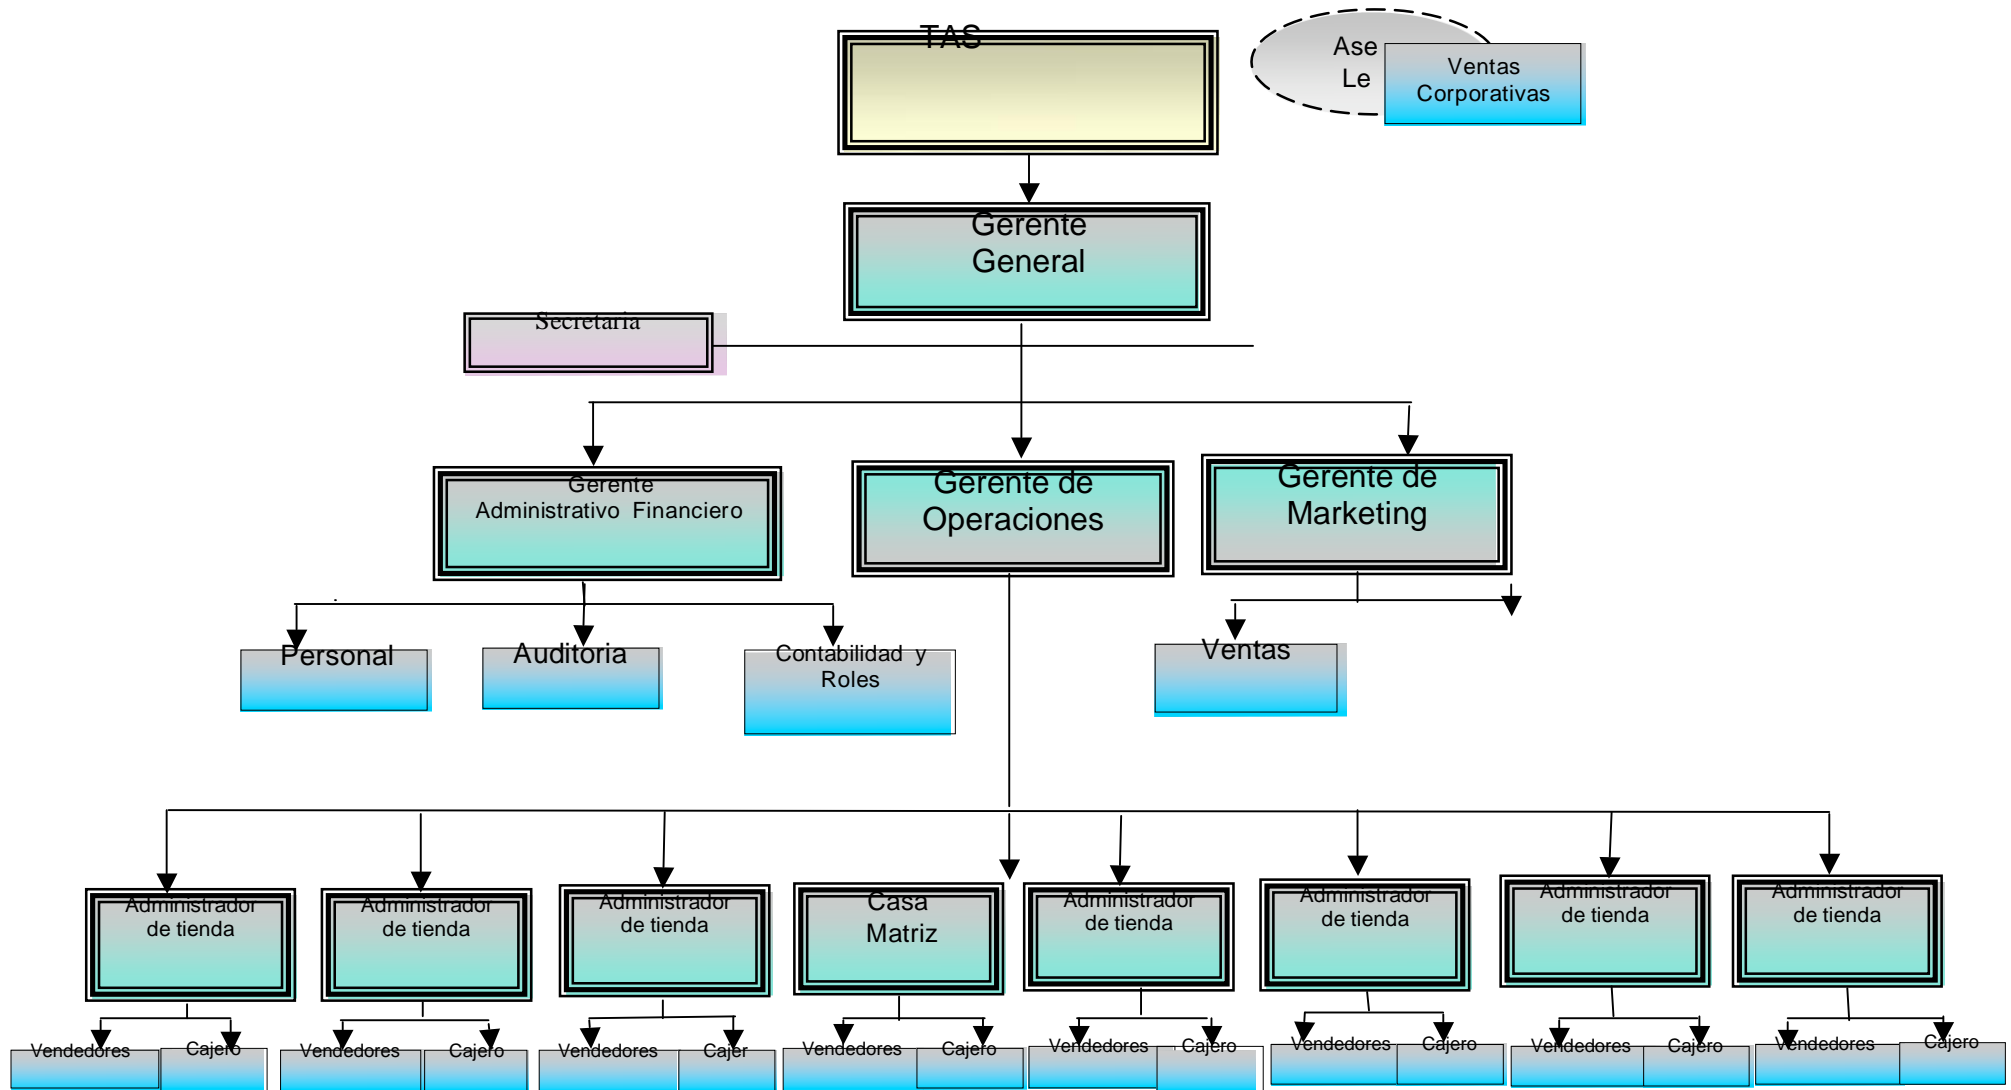 TAS
Ase
Le
Ventas
Corporativas
Gerente
General
Secretaria
Gerente
Administrativo Financiero
Gerente de
Operaciones
Gerente de
Marketing
Personal
Auditoria
Contabilidad y
Roles
Ventas
Administrador
de tienda
Administrador
de tienda
Administrador
de tienda
Casa
Matriz
Administrador
de tienda
Administrador
de tienda
Administrador
de tienda
Administrador
de tienda
Vendedores
Cajero
Vendedores
Cajero
Vendedores
Cajer
Vendedores
Cajero
Vendedores
Cajero
Vendedores
Cajero
Vendedores
Cajero
Vendedores
Cajero